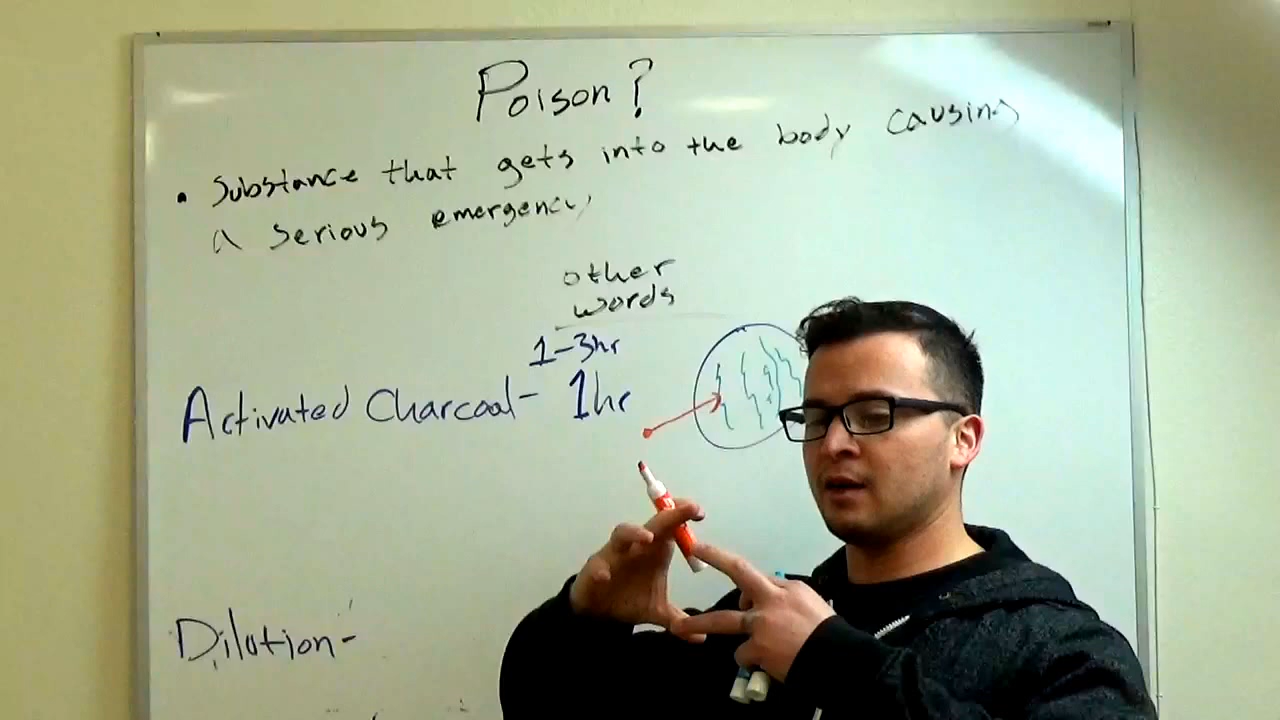 Poison?
• Substance that gets into the body causing
a serious emergency
other
words
1-3hr
Activated Charcoal- 1hr
Dilution-